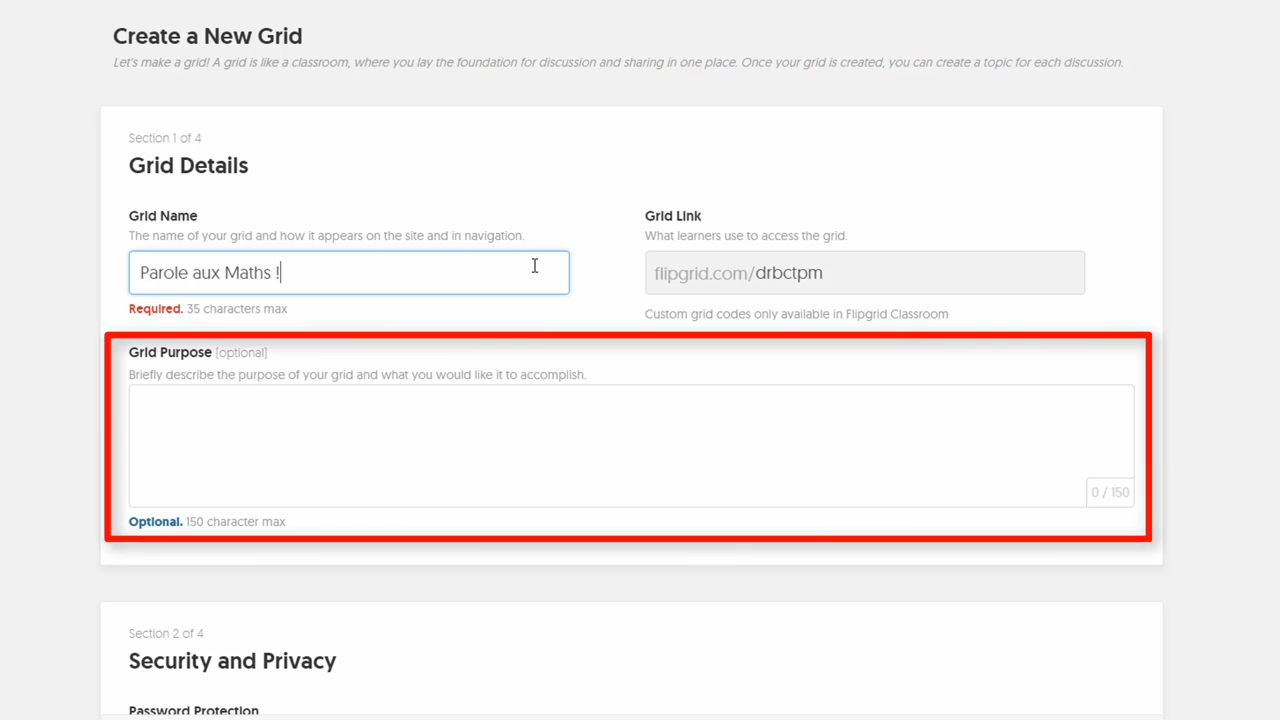 Create a New Grid
Let's make a grid! A grid is like a classroom, where you lay the foundation for discussion and sharing in one place. Once your grid is created, you can create a topic for each discussion.
Section 1 of 4
Grid Details
Grid Name
The name of your grid and how it appears on the site and in navigation.
Parole aux Maths !
Required. 35 characters max
Grid Link
What learners use to access the grid.
flipgrid.com/drbctpm
Custom grid codes only available in Flipgrid Classroom
Grid Purpose (optional)
Briefly describe the purpose of your grid and what you would like it to accomplish.
0 / 150
Optional. 150 character max
Section 2 of 4
Security and Privacy
Password Protection